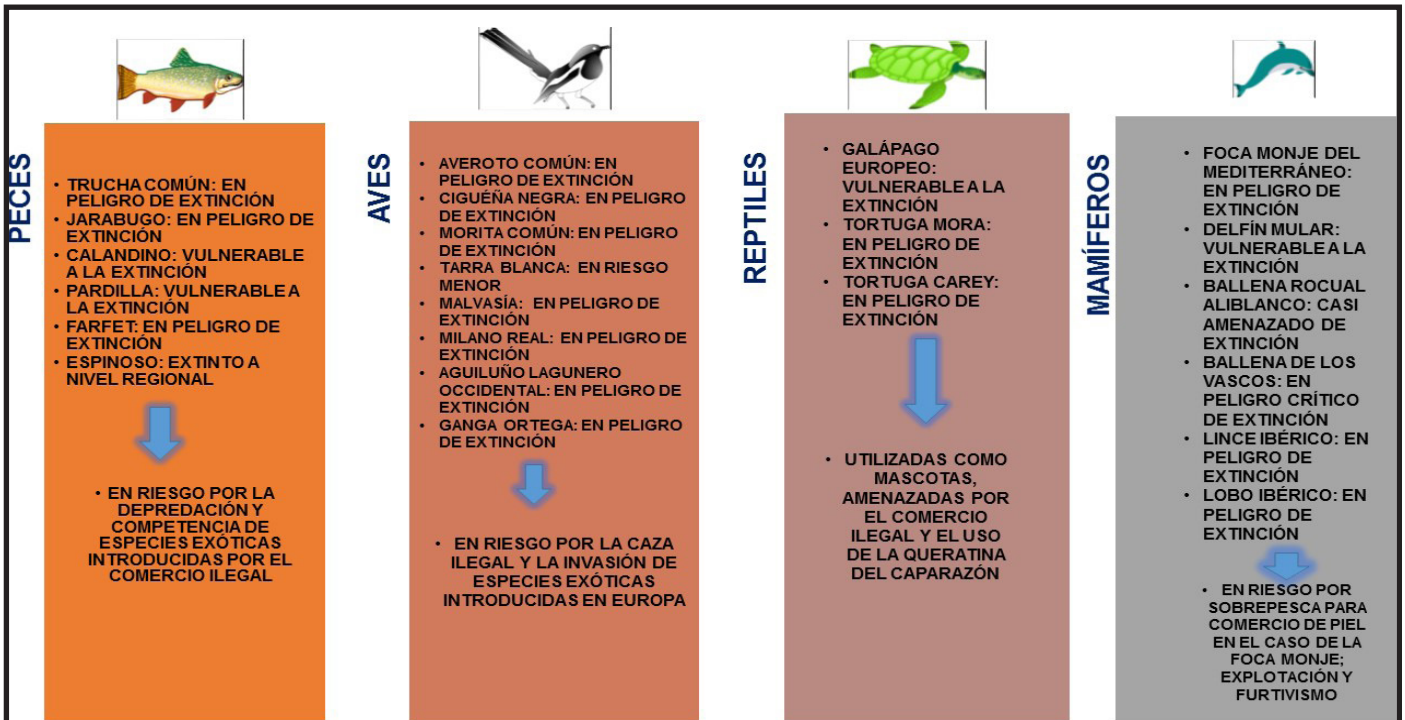 PECES
• TRUCHA COMÚN: EN
PELIGRO DE EXTINCIÓN
• JARABUGO: EN PELIGRO DE
EXTINCIÓN
• CALANDINO: VULNERABLE
A LA EXTINCIÓN
• PARDILLA: VULNERABLE A
LA EXTINCIÓN
• FARFET: EN PELIGRO DE
EXTINCIÓN
• ESPINOSO: EXTINTO A
NIVEL REGIONAL
• EN RIESGO POR LA
DEPREDACIÓN Y
COMPETENCIA DE
ESPECIES EXÓTICAS
INTRODUCIDAS POR EL
COMERCIO ILEGAL
AVES
• AVEROTO COMÚN: EN
PELIGRO DE EXTINCIÓN
• CIGUÉÑA NEGRA: EN PELIGRO
DE EXTINCIÓN
• MORITA COMÚN: EN PELIGRO
DE EXTINCIÓN
• TARRA BLANCA: EN RIESGO
MENOR
• MALVASÍA: EN PELIGRO DE
EXTINCIÓN
• MILANO REAL: EN PELIGRO DE
EXTINCIÓN
• AGUILUÑO LAGUNERO
OCCIDENTAL: EN PELIGRO DE
EXTINCIÓN
• GANGA ORTEGA: EN PELIGRO
DE EXTINCIÓN
• EN RIESGO POR LA CAZA
ILEGAL Y LA INVASIÓN DE
ESPECIES EXÓTICAS
INTRODUCIDAS EN EUROPA
REPTILES
• GALÁPAGO
EUROPEO:
VULNERABLE A LA
EXTINCIÓN
• TORTUGA MORA:
EN PELIGRO DE
EXTINCIÓN
• TORTUGA CAREY:
EN PELIGRO DE
EXTINCIÓN
• UTILIZADAS COMO
MASCOTAS,
AMENAZADAS POR
EL COMERCIO
ILEGAL Y EL USO
DE LA QUERATINA
DEL CAPARAZÓN
MAMÍFEROS
• FOCA MONJE DEL
MEDITERRÁNEO:
EN PELIGRO DE
EXTINCIÓN
• DELFÍN MULAR:
VULNERABLE A LA
EXTINCIÓN
• BALLENA ROCUAL
ALIBLANCO: CASI
AMENAZADO DE
EXTINCIÓN
• BALLENA DE LOS
VASCOS: EN
PELIGRO CRÍTICO
DE EXTINCIÓN
• LINCE IBÉRICO: EN
PELIGRO DE
EXTINCIÓN
• LOBO IBÉRICO: EN
PELIGRO DE
EXTINCIÓN
• EN RIESGO POR
SOBREPESCA PARA
COMERCIO DE PIEL
EN EL CASO DE LA
FOCA MONJE;
EXPLOTACIÓN Y
FURTIVISMO